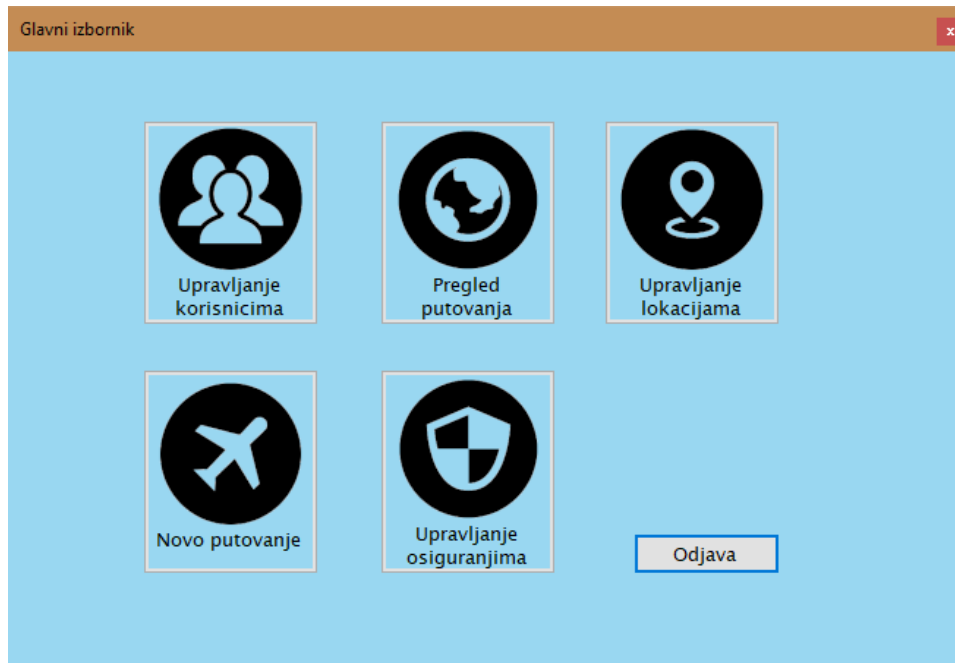 Glavni izbornik
x
Upravljanje
korisnicima
Pregled
putovanja
Upravljanje
lokacijama
Novo putovanje
Upravljanje
osiguranjima
Odjava